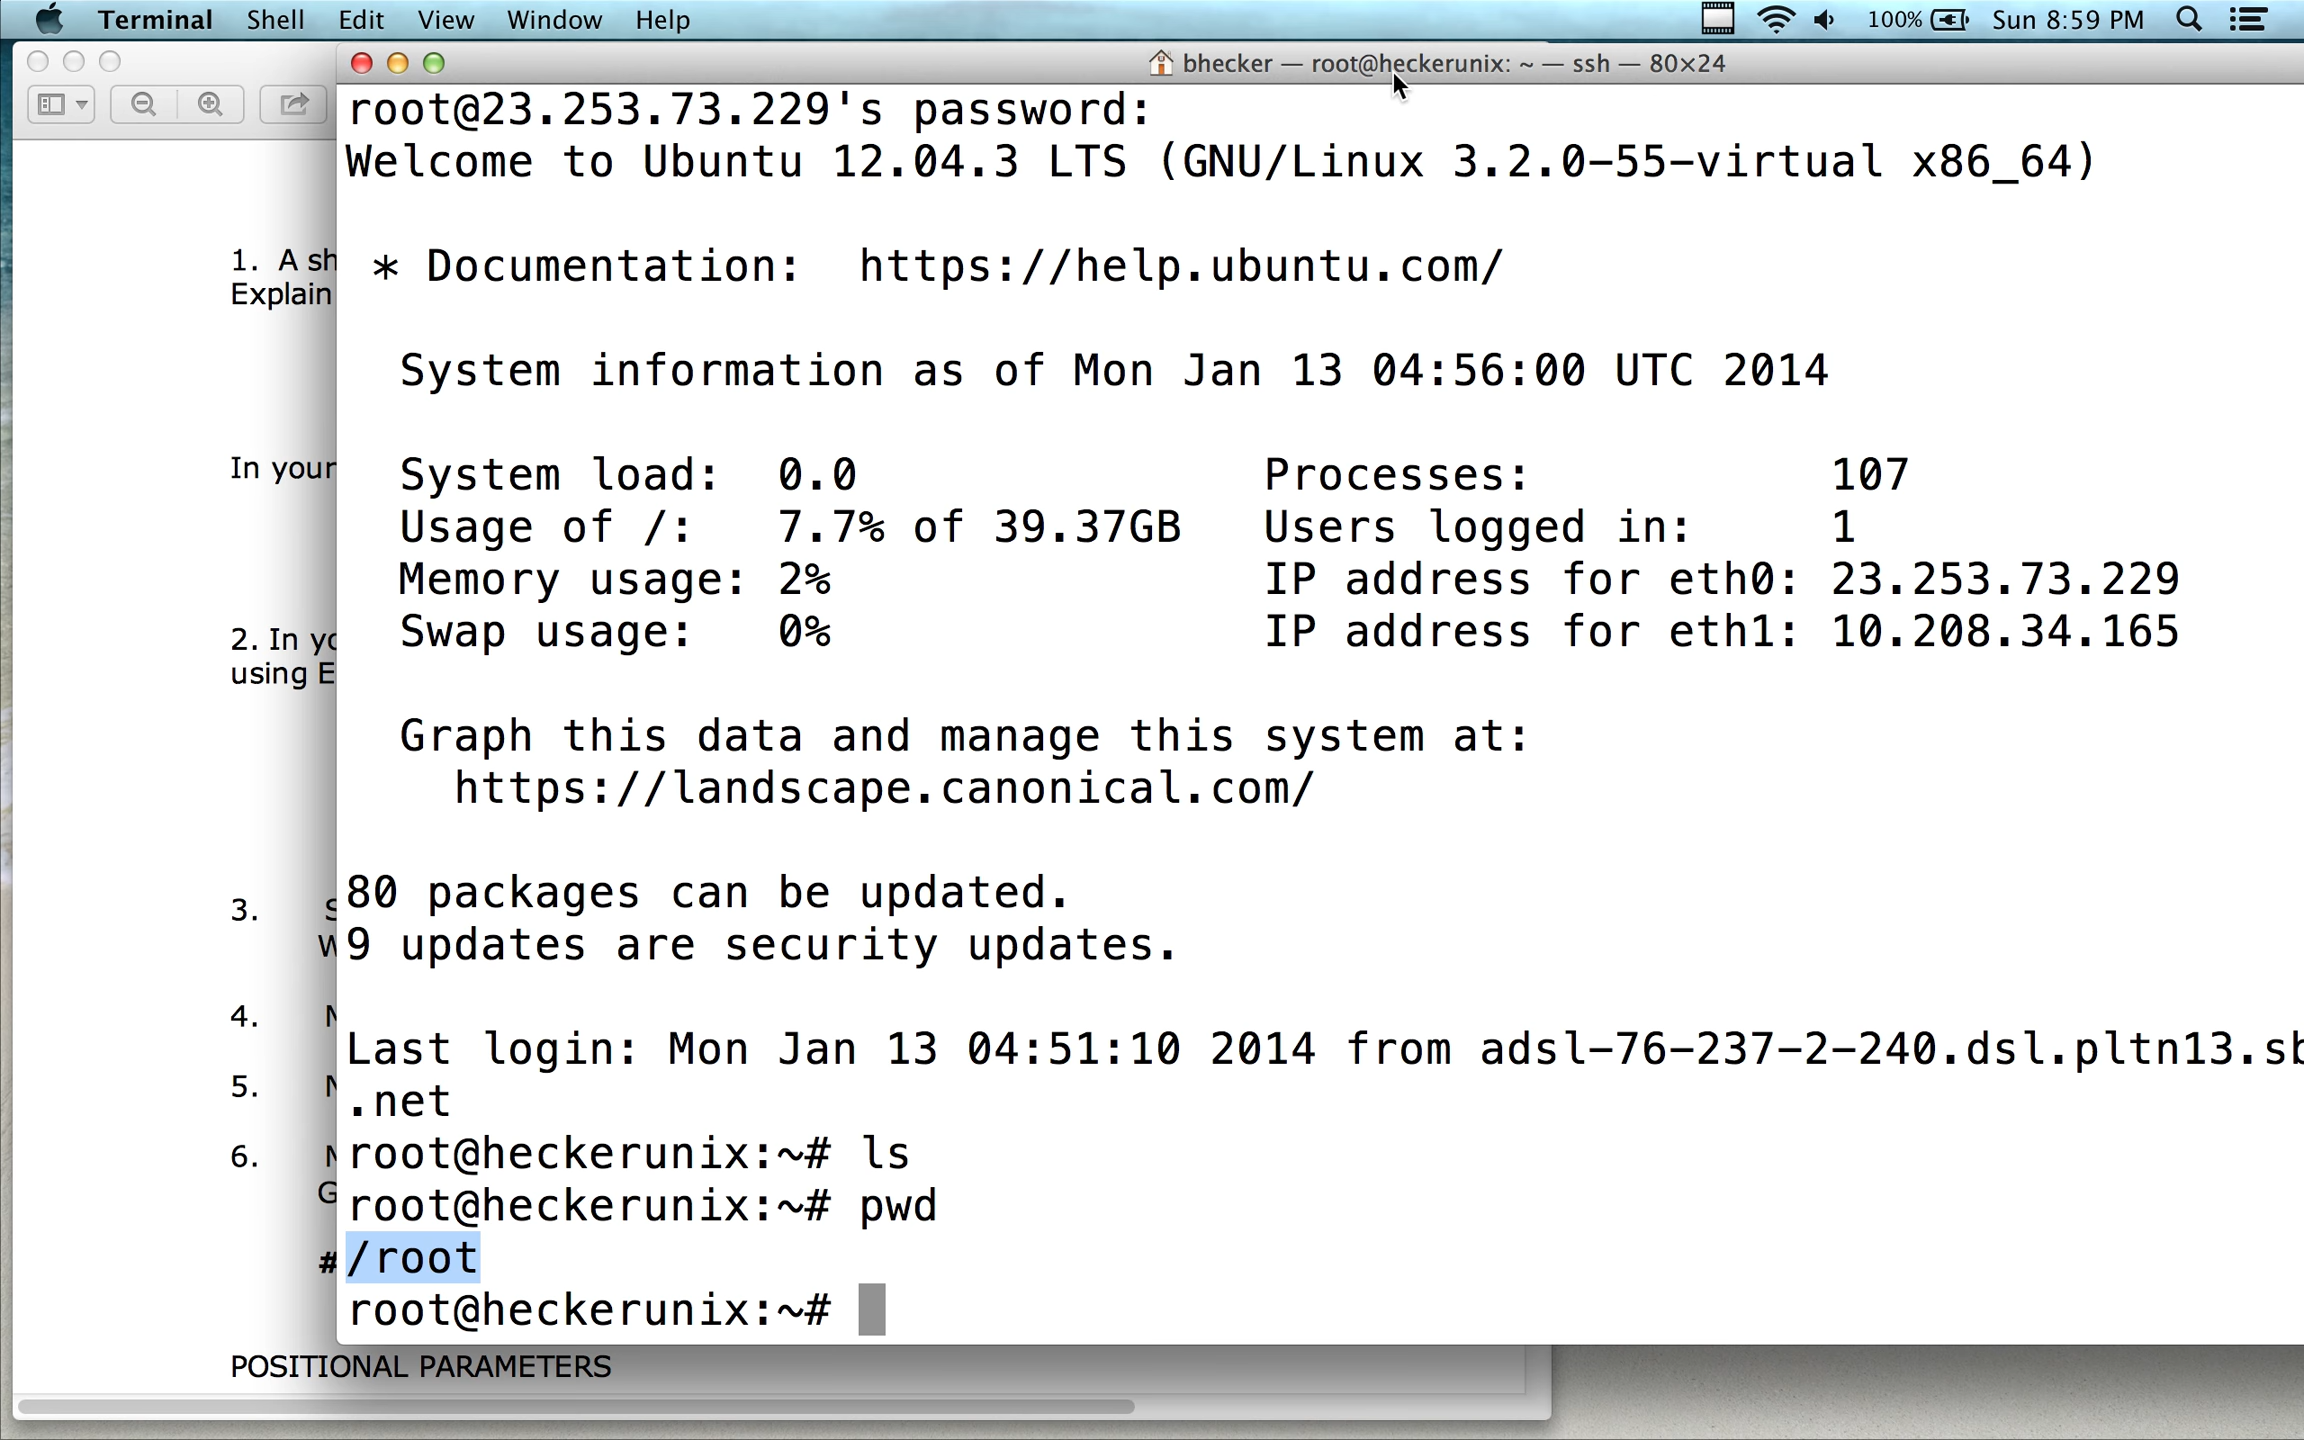 Terminal Shell Edit View Window Help 100% Sun 8:59 PM
bhecker — root@heckerunix: ~ — ssh — 80×24
root@23.253.73.229's password:
Welcome to Ubuntu 12.04.3 LTS (GNU/Linux 3.2.0-55-virtual x86_64)
* Documentation: https://help.ubuntu.com/
System information as of Mon Jan 13 04:56:00 UTC 2014
System load: 0.0 Processes: 107
Usage of /: 7.7% of 39.37GB Users logged in: 1
Memory usage: 2% IP address for eth0: 23.253.73.229
Swap usage: 0% IP address for eth1: 10.208.34.165
Graph this data and manage this system at:
https://landscape.canonical.com/
80 packages can be updated.
9 updates are security updates.
Last login: Mon Jan 13 04:51:10 2014 from adsl-76-237-2-240.dsl.pltn13.sb
.net
root@heckerunix:~# ls
root@heckerunix:~# pwd
/root
root@heckerunix:~#
1. A sh
Explain
In your
2. In yo
using E
3.
4.
5.
6.
#
POSITIONAL PARAMETERS